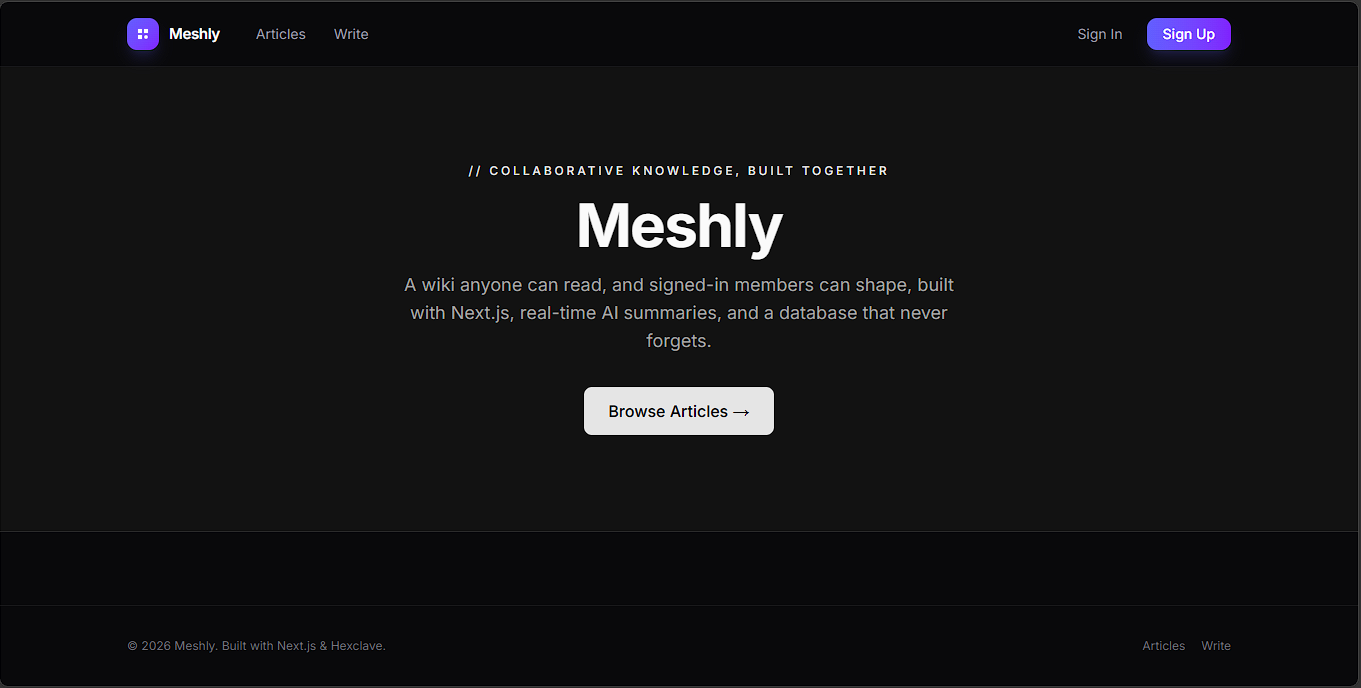 Meshly Articles Write Sign In Sign Up
// COLLABORATIVE KNOWLEDGE, BUILT TOGETHER
Meshly
A wiki anyone can read, and signed-in members can shape, built
with Next.js, real-time AI summaries, and a database that never
forgets.
Browse Articles →
© 2026 Meshly. Built with Next.js & Hexclave. Articles Write